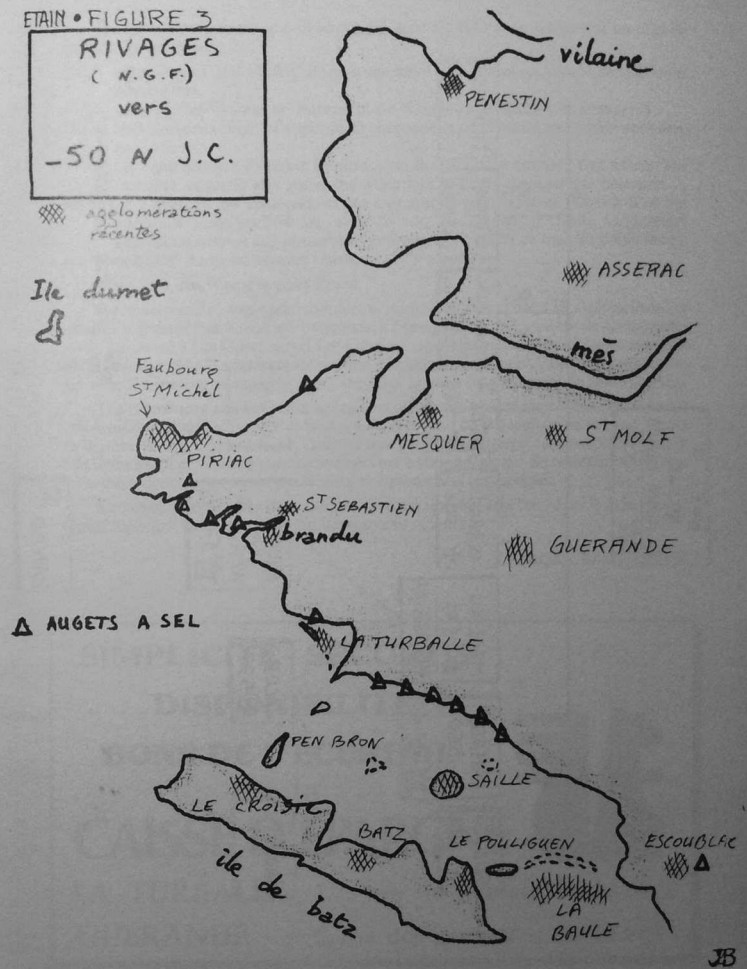 ETAIN • FIGURE 3
RIVAGES
( N.G.F.)
vers
_50 N J.C.
agglomérations
récentes
vilaine
PENESTIN
ASSERAC
Ile dumet
mès
Faubourg
ST Michel
MESQUER
ST MOLF
PIRIAC
ST SEBASTIEN
brandu
GUERANDE
△ AUGETS A SEL
LA TURBALLE
PEN BRON
SAILLE
LE CROISIC
BATZ
LE POULIGUEN
ESCOUBLAC
île de batz
LA
BAULE